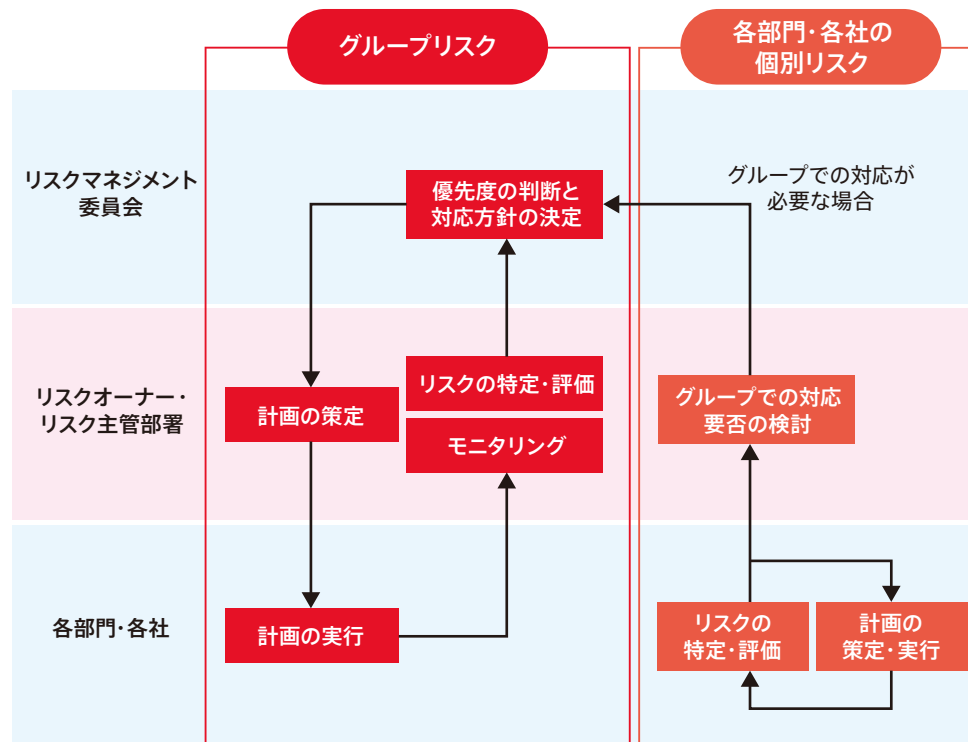 グループリスク
各部門・各社の
個別リスク
リスクマネジメント
委員会
優先度の判断と
対応方針の決定
グループでの対応が
必要な場合
リスクオーナー・
リスク主管部署
計画の策定
リスクの特定・評価
モニタリング
グループでの対応
要否の検討
各部門・各社
計画の実行
リスクの
特定・評価
計画の
策定・実行